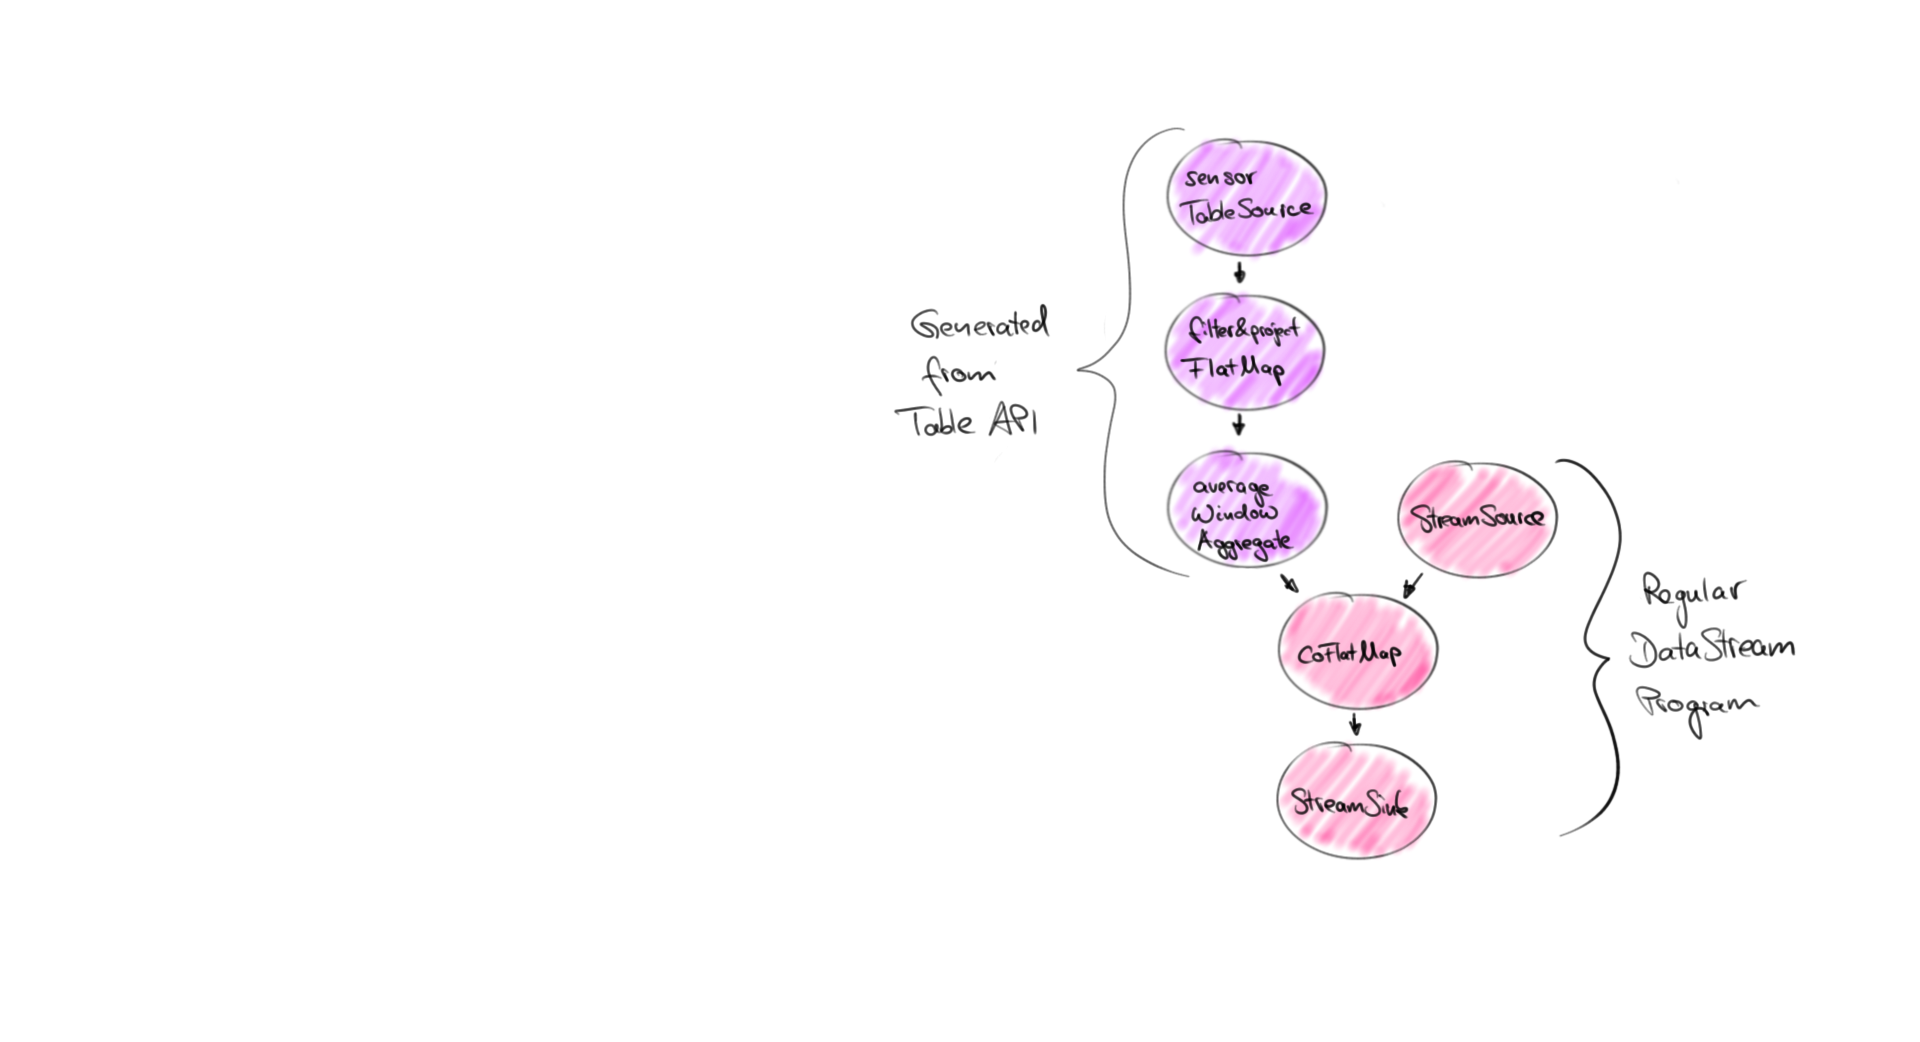 Generated
from
Table API
sensor
TableSource
filter&project
FlatMap
average
Window
Aggregate
StreamSource
CoFlatMap
StreamSink
Regular
DataStream
Program